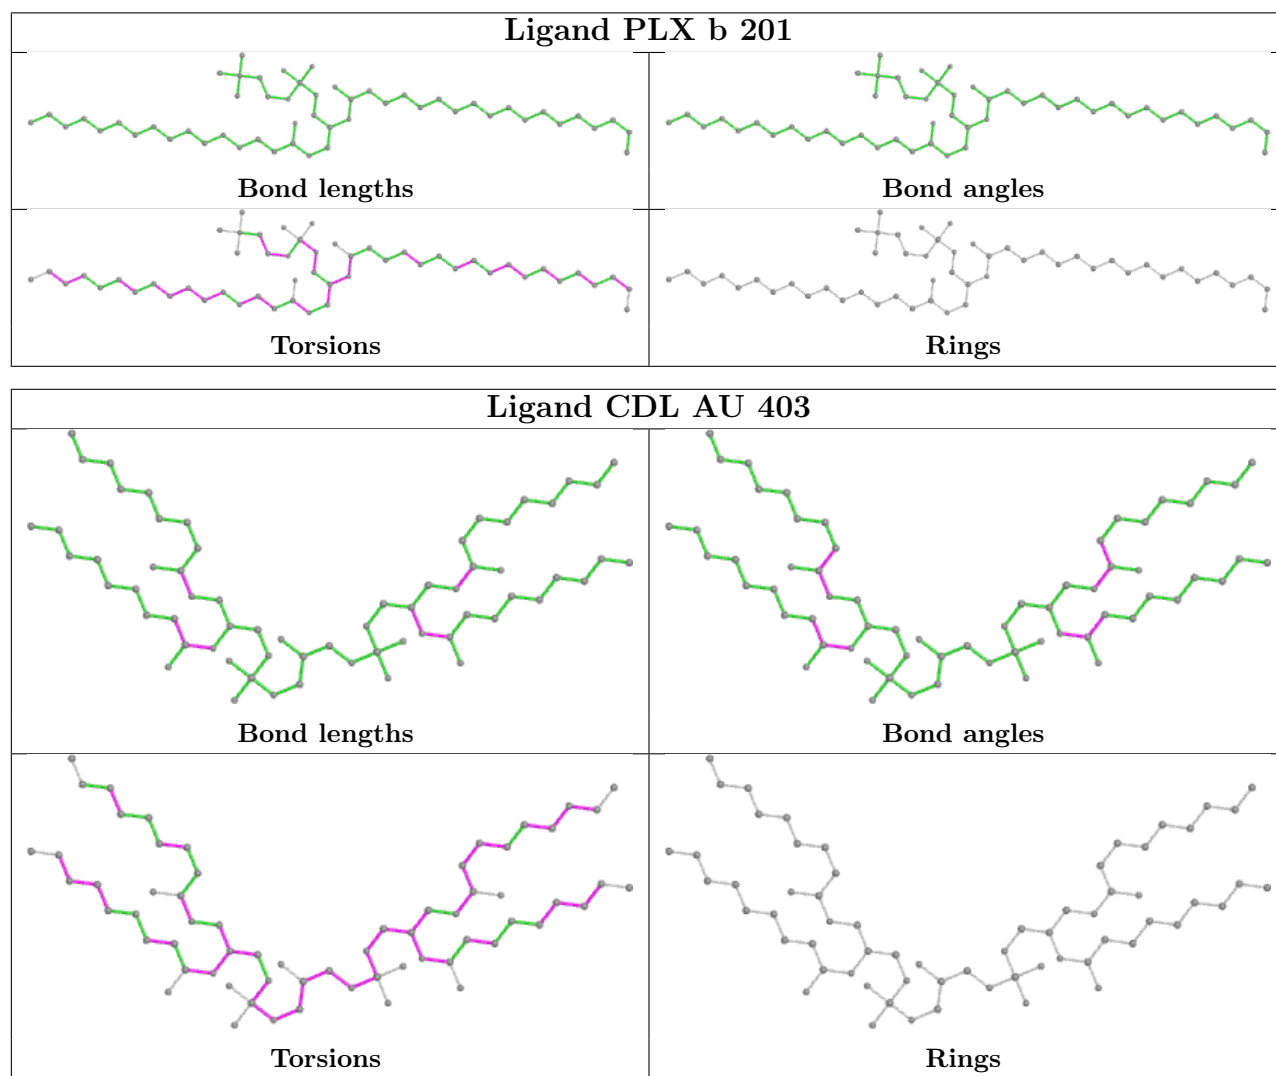 Ligand PLX b 201
Bond lengths
Bond angles
Torsions
Rings
Ligand CDL AU 403
Bond lengths
Bond angles
Torsions
Rings